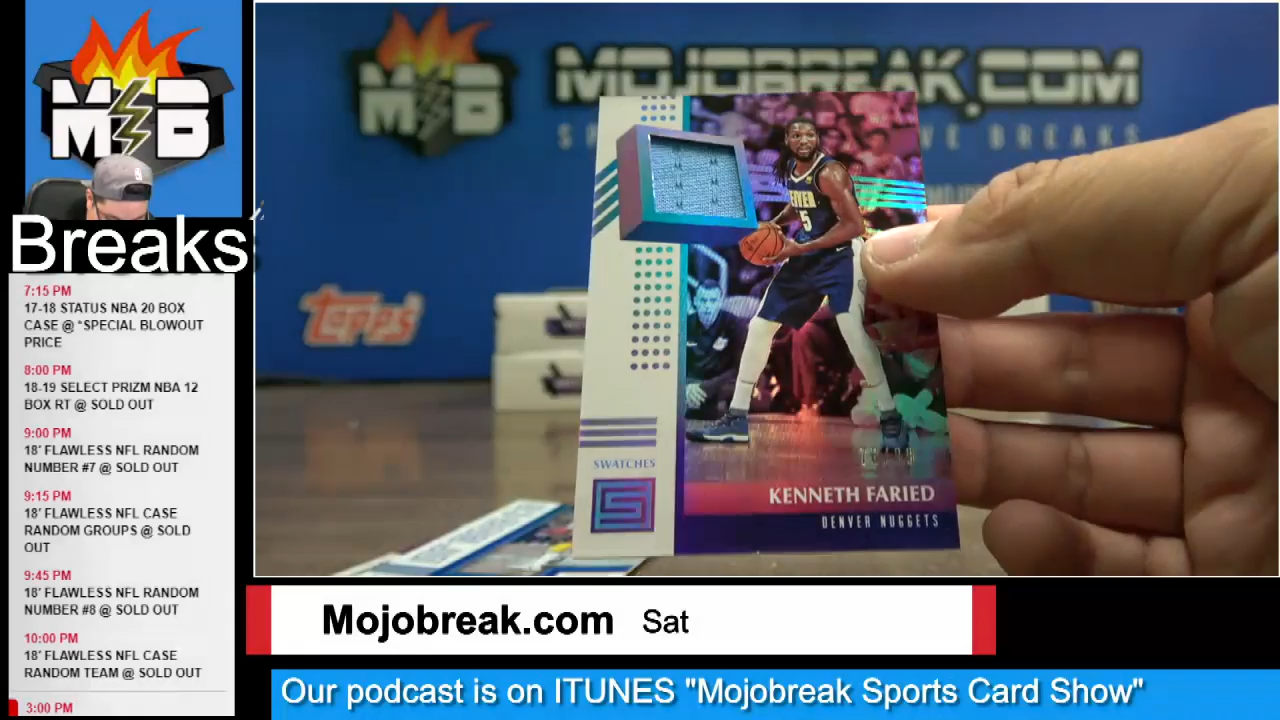 M B
Breaks
7:15 PM
17-18 STATUS NBA 20 BOX
CASE @ *SPECIAL BLOWOUT
PRICE
8:00 PM
18-19 SELECT PRIZM NBA 12
BOX RT @ SOLD OUT
9:00 PM
18' FLAWLESS NFL RANDOM
NUMBER #7 @ SOLD OUT
9:15 PM
18' FLAWLESS NFL CASE
RANDOM GROUPS @ SOLD
OUT
9:45 PM
18' FLAWLESS NFL RANDOM
NUMBER #8 @ SOLD OUT
10:00 PM
18' FLAWLESS NFL CASE
RANDOM TEAM @ SOLD OUT
3:00 PM
M B
MOJOBREAK.COM
VE BREAKS
TOPPS
5
SWATCHES
S
KENNETH FARIED
DENVER NUGGETS
Mojobreak.com Sat
Our podcast is on ITUNES "Mojobreak Sports Card Show"